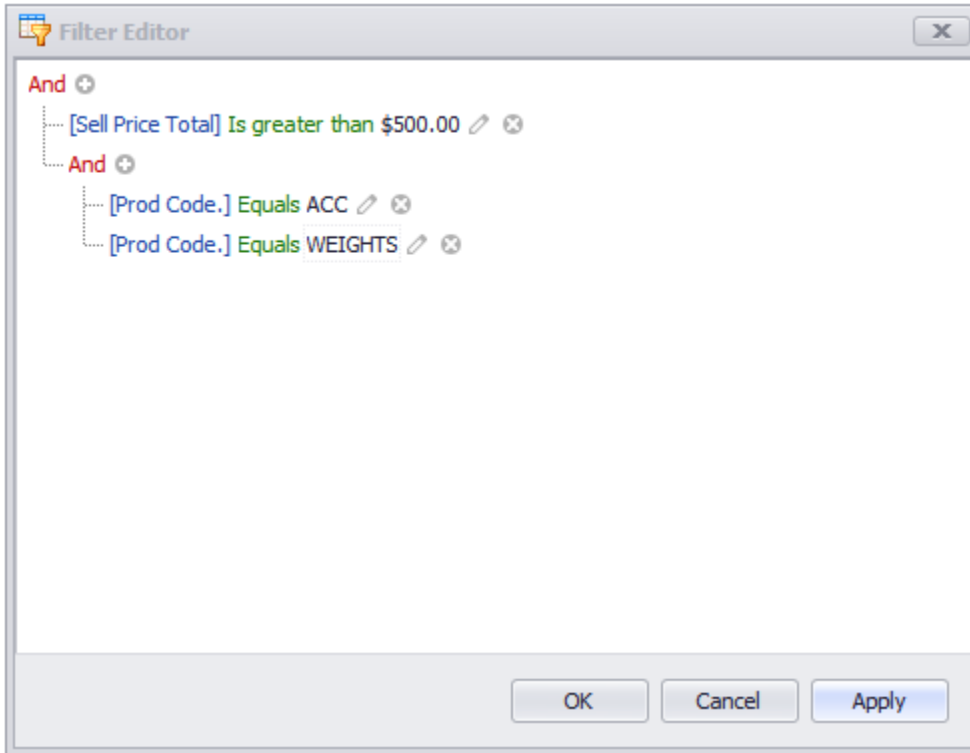 Filter Editor
And
[Sell Price Total] Is greater than $500.00
And
[Prod Code.] Equals ACC
[Prod Code.] Equals WEIGHTS
OK Cancel Apply